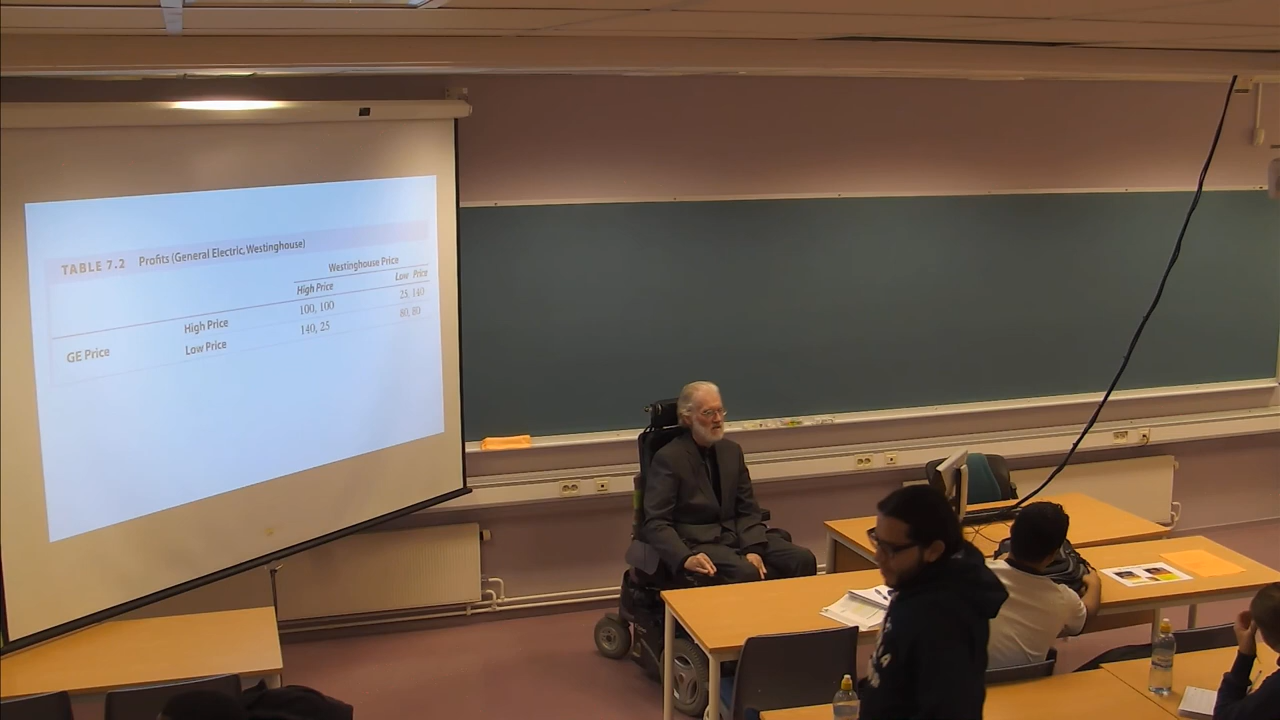 TABLE 7.2 Profits (General Electric, Westinghouse)
Westinghouse Price
High Price Low Price
High Price 100, 100 25, 140
GE Price Low Price 140, 25 80, 80